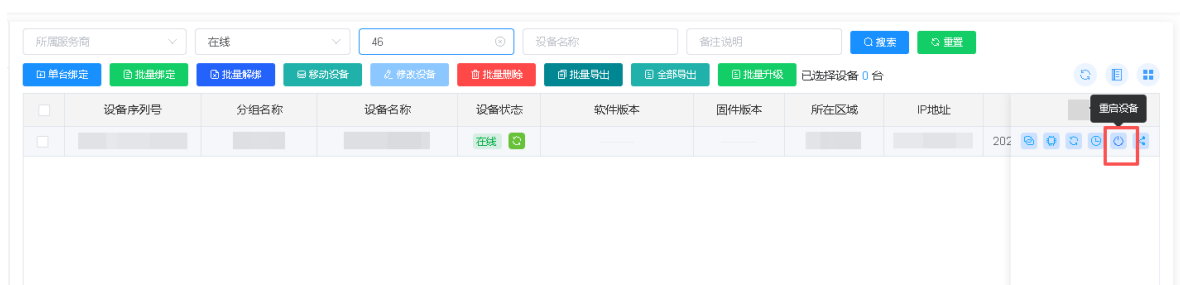 所属服务商 在线 46 设备名称 备注说明 搜索 重置
单台绑定 批量绑定 批量解绑 移动设备 修改设备 批量删除 批量导出 全部导出 批量升级 已选择设备 0 台
设备序列号 分组名称 设备名称 设备状态 软件版本 固件版本 所在区域 IP地址 重启设备
在线 202